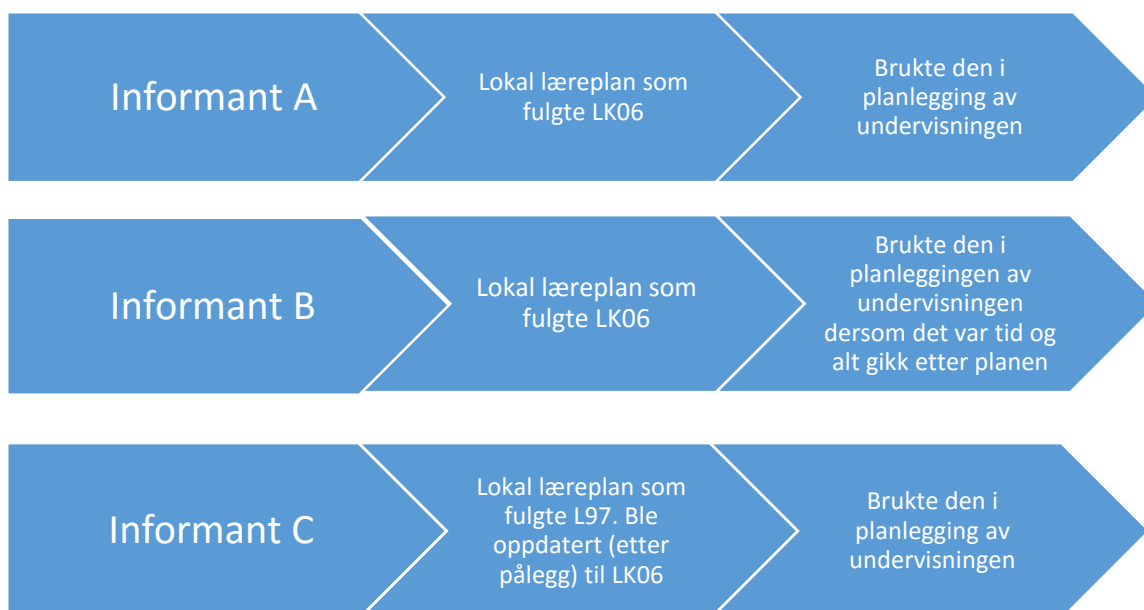 Informant A
Lokal læreplan som
fulgte LK06
Brukte den i
planlegging av
undervisningen
Informant B
Lokal læreplan som
fulgte LK06
Brukte den i
planleggingen av
undervisningen
dersom det var tid og
alt gikk etter planen
Informant C
Lokal læreplan som
fulgte L97. Ble
oppdatert (etter
pålegg) til LK06
Brukte den i
planlegging av
undervisningen